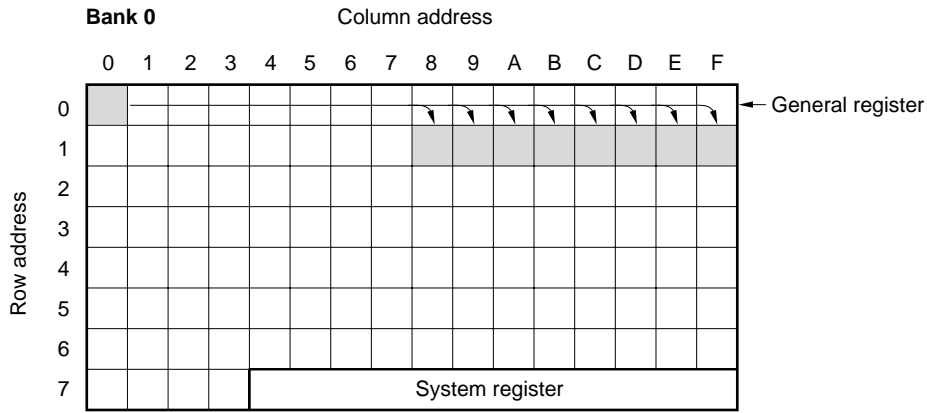 Bank 0 Column address
0 1 2 3 4 5 6 7 8 9 A B C D E F
0 General register
1
2
3
4
5
6
7 System register
Row address